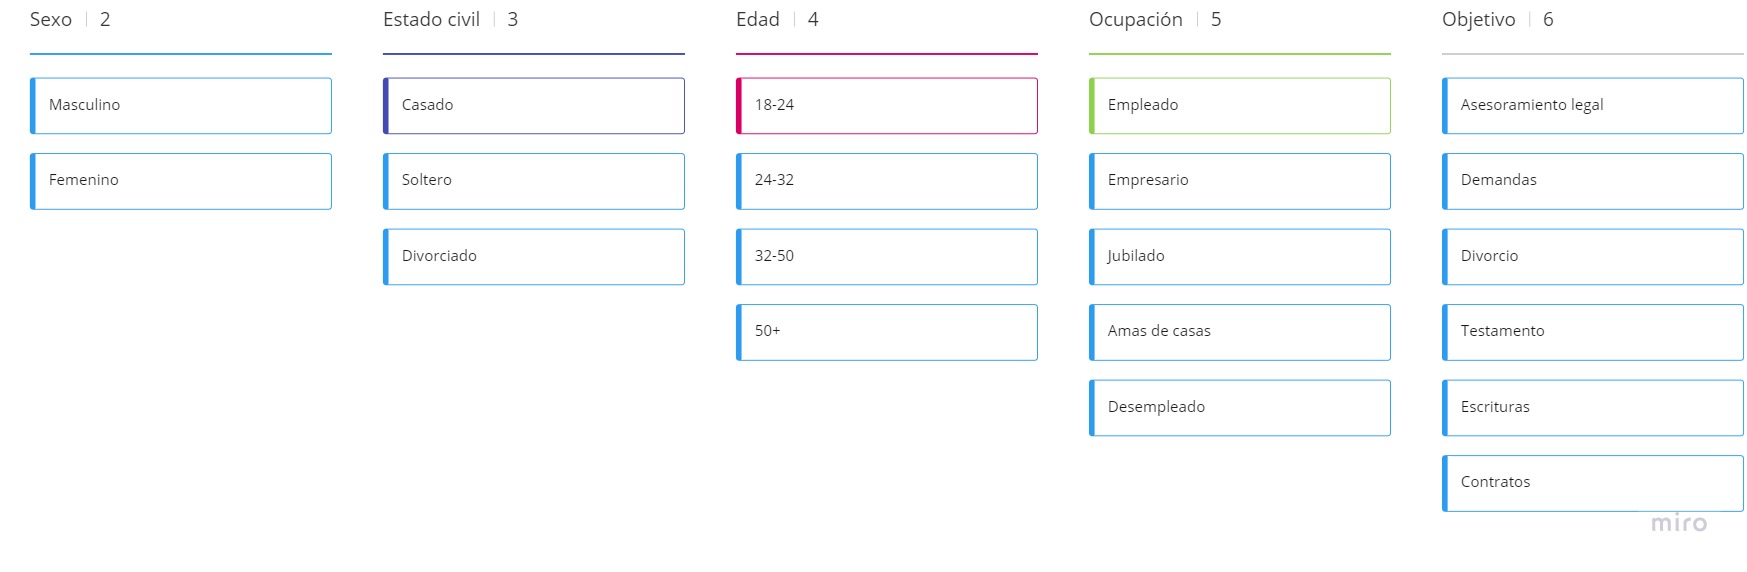 Sexo | 2
Masculino
Femenino
Estado civil | 3
Casado
Soltero
Divorciado
Edad | 4
18-24
24-32
32-50
50+
Ocupación | 5
Empleado
Empresario
Jubilado
Amas de casas
Desempleado
Objetivo | 6
Asesoramiento legal
Demandas
Divorcio
Testamento
Escrituras
Contratos
miro